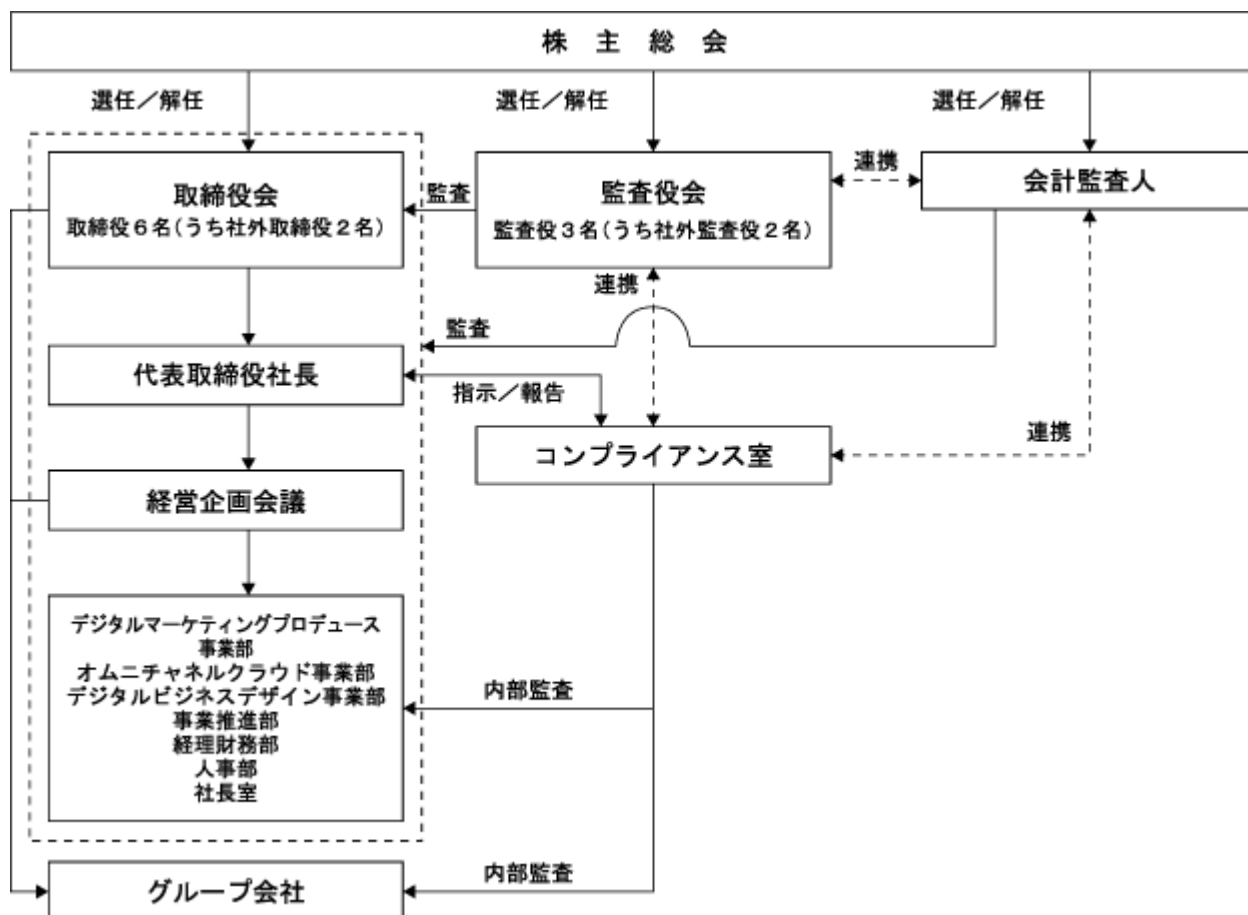 株 主 総 会
選任／解任
選任／解任
選任／解任
取締役会
取締役６名(うち社外取締役２名)
監査
監査役会
監査役３名(うち社外監査役２名)
連携
会計監査人
連携
監査
代表取締役社長
指示／報告
コンプライアンス室
連携
経営企画会議
デジタルマーケティングプロデュース
事業部
オムニチャネルクラウド事業部
デジタルビジネスデザイン事業部
事業推進部
経理財務部
人事部
社長室
内部監査
グループ会社
内部監査